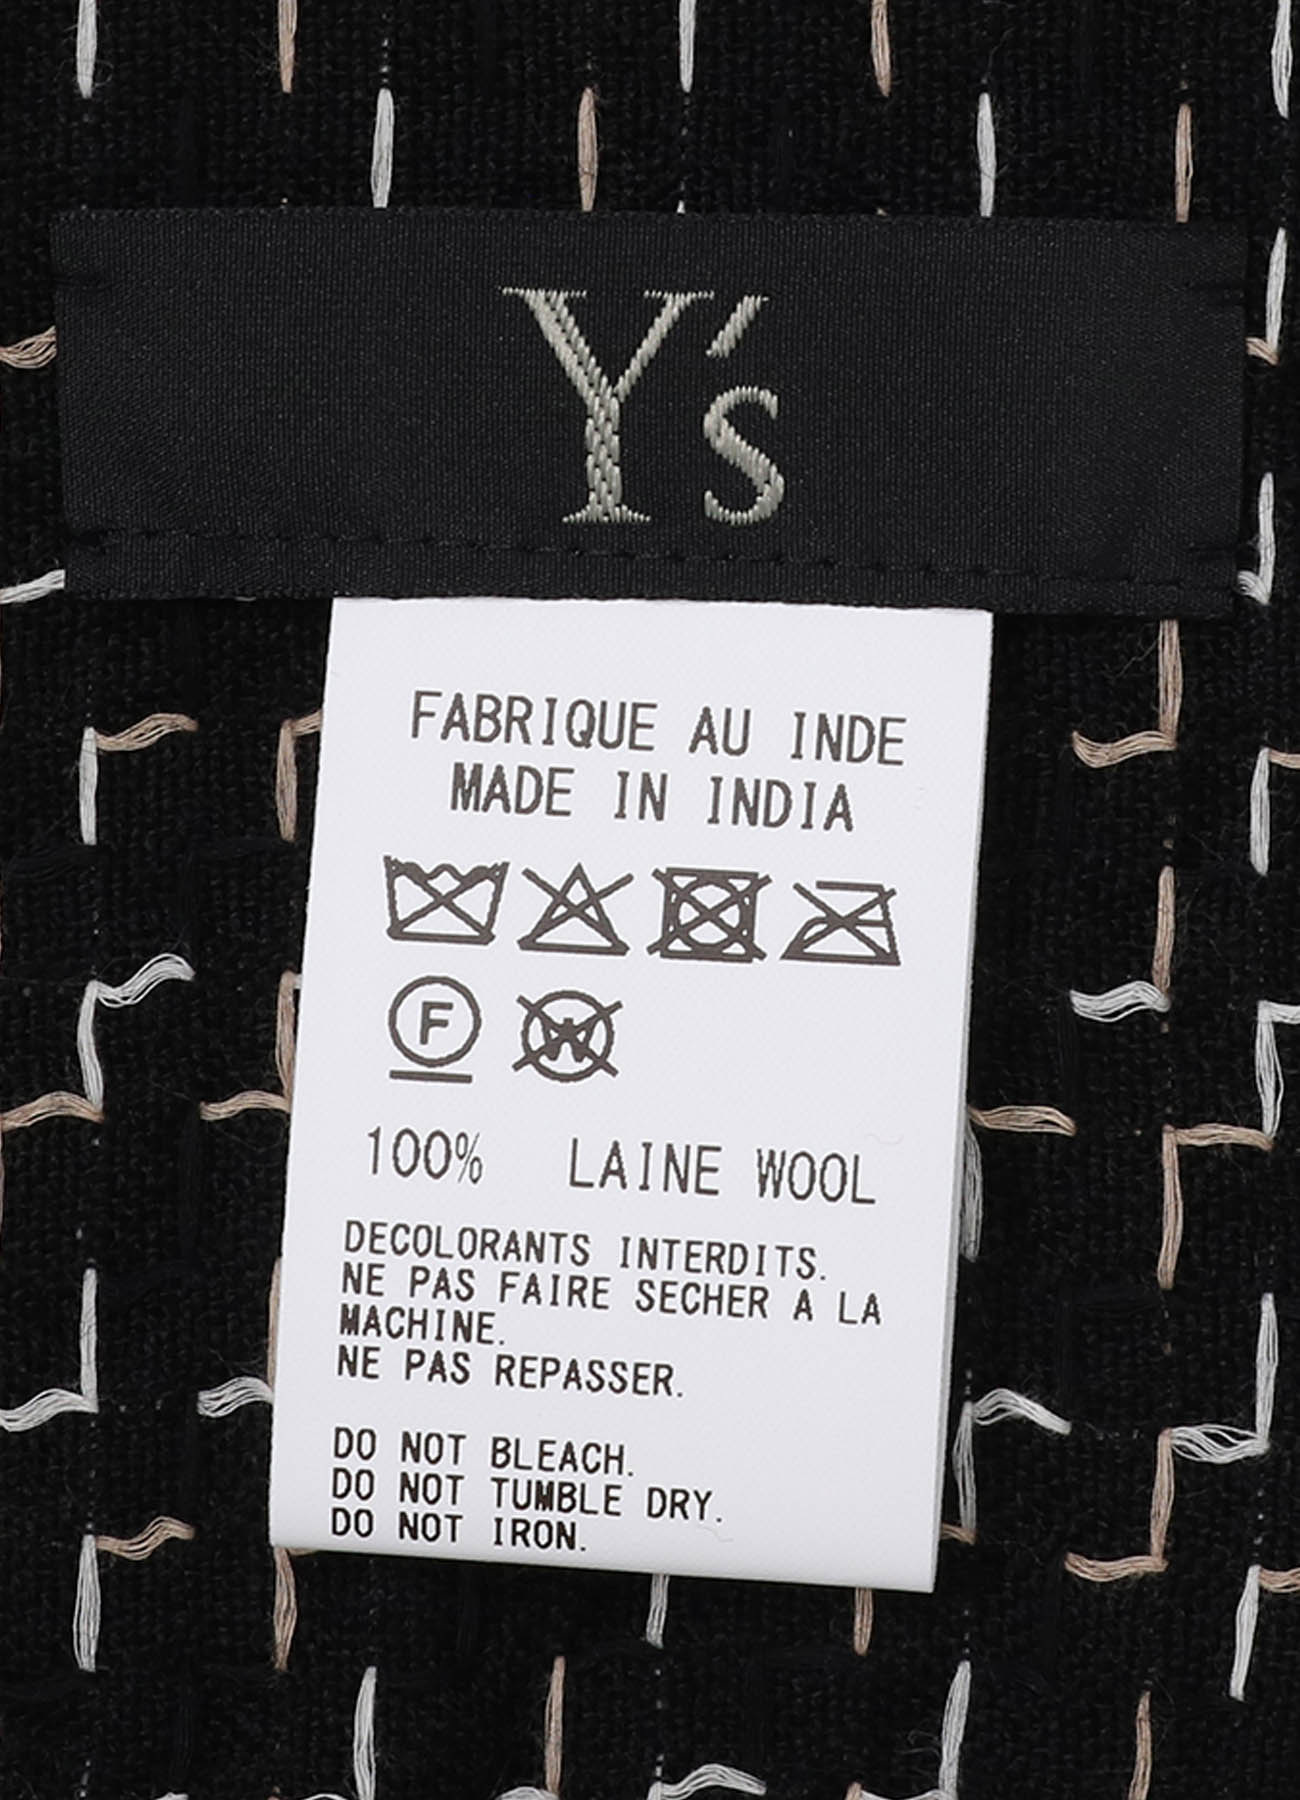 Y's
FABRIQUE AU INDE
MADE IN INDIA
F W
100% LAINE WOOL
DECOLORANTS INTERDITS.
NE PAS FAIRE SECHER A LA
MACHINE.
NE PAS REPASSER.
DO NOT BLEACH.
DO NOT TUMBLE DRY.
DO NOT IRON.